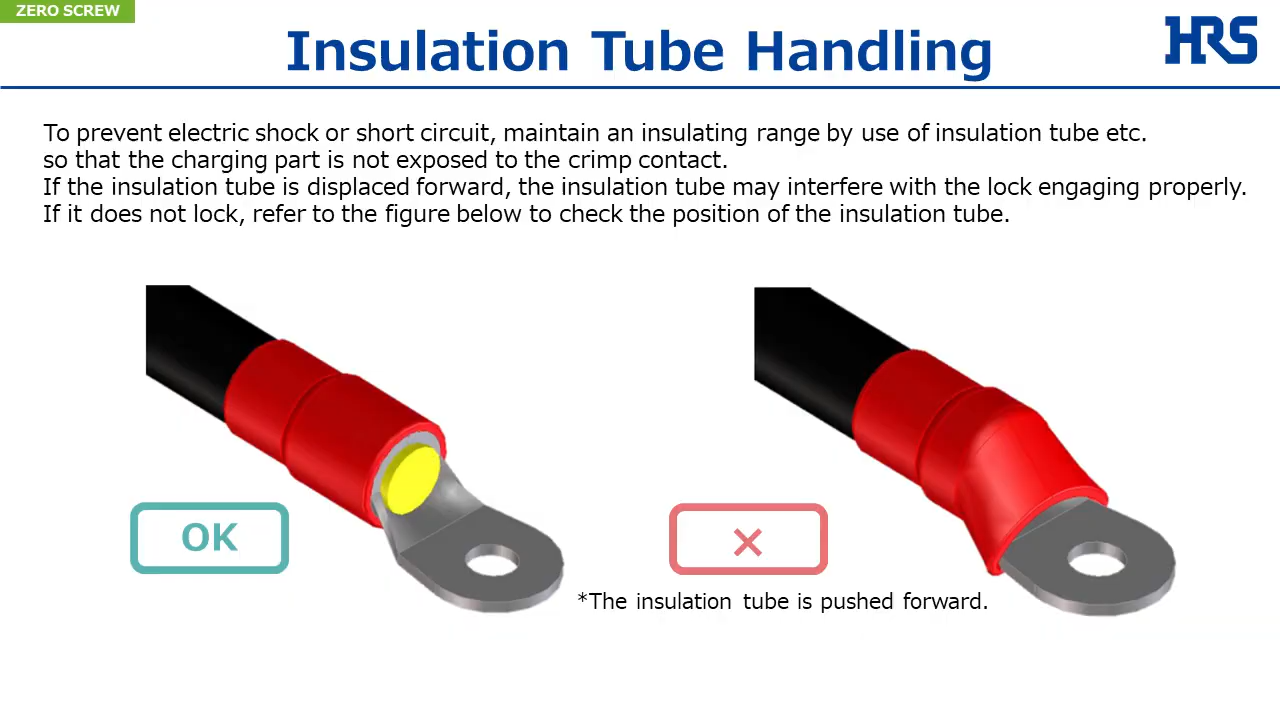 ZERO SCREW
Insulation Tube Handling
HRS
To prevent electric shock or short circuit, maintain an insulating range by use of insulation tube etc.
so that the charging part is not exposed to the crimp contact.
If the insulation tube is displaced forward, the insulation tube may interfere with the lock engaging properly.
If it does not lock, refer to the figure below to check the position of the insulation tube.
OK
×
*The insulation tube is pushed forward.